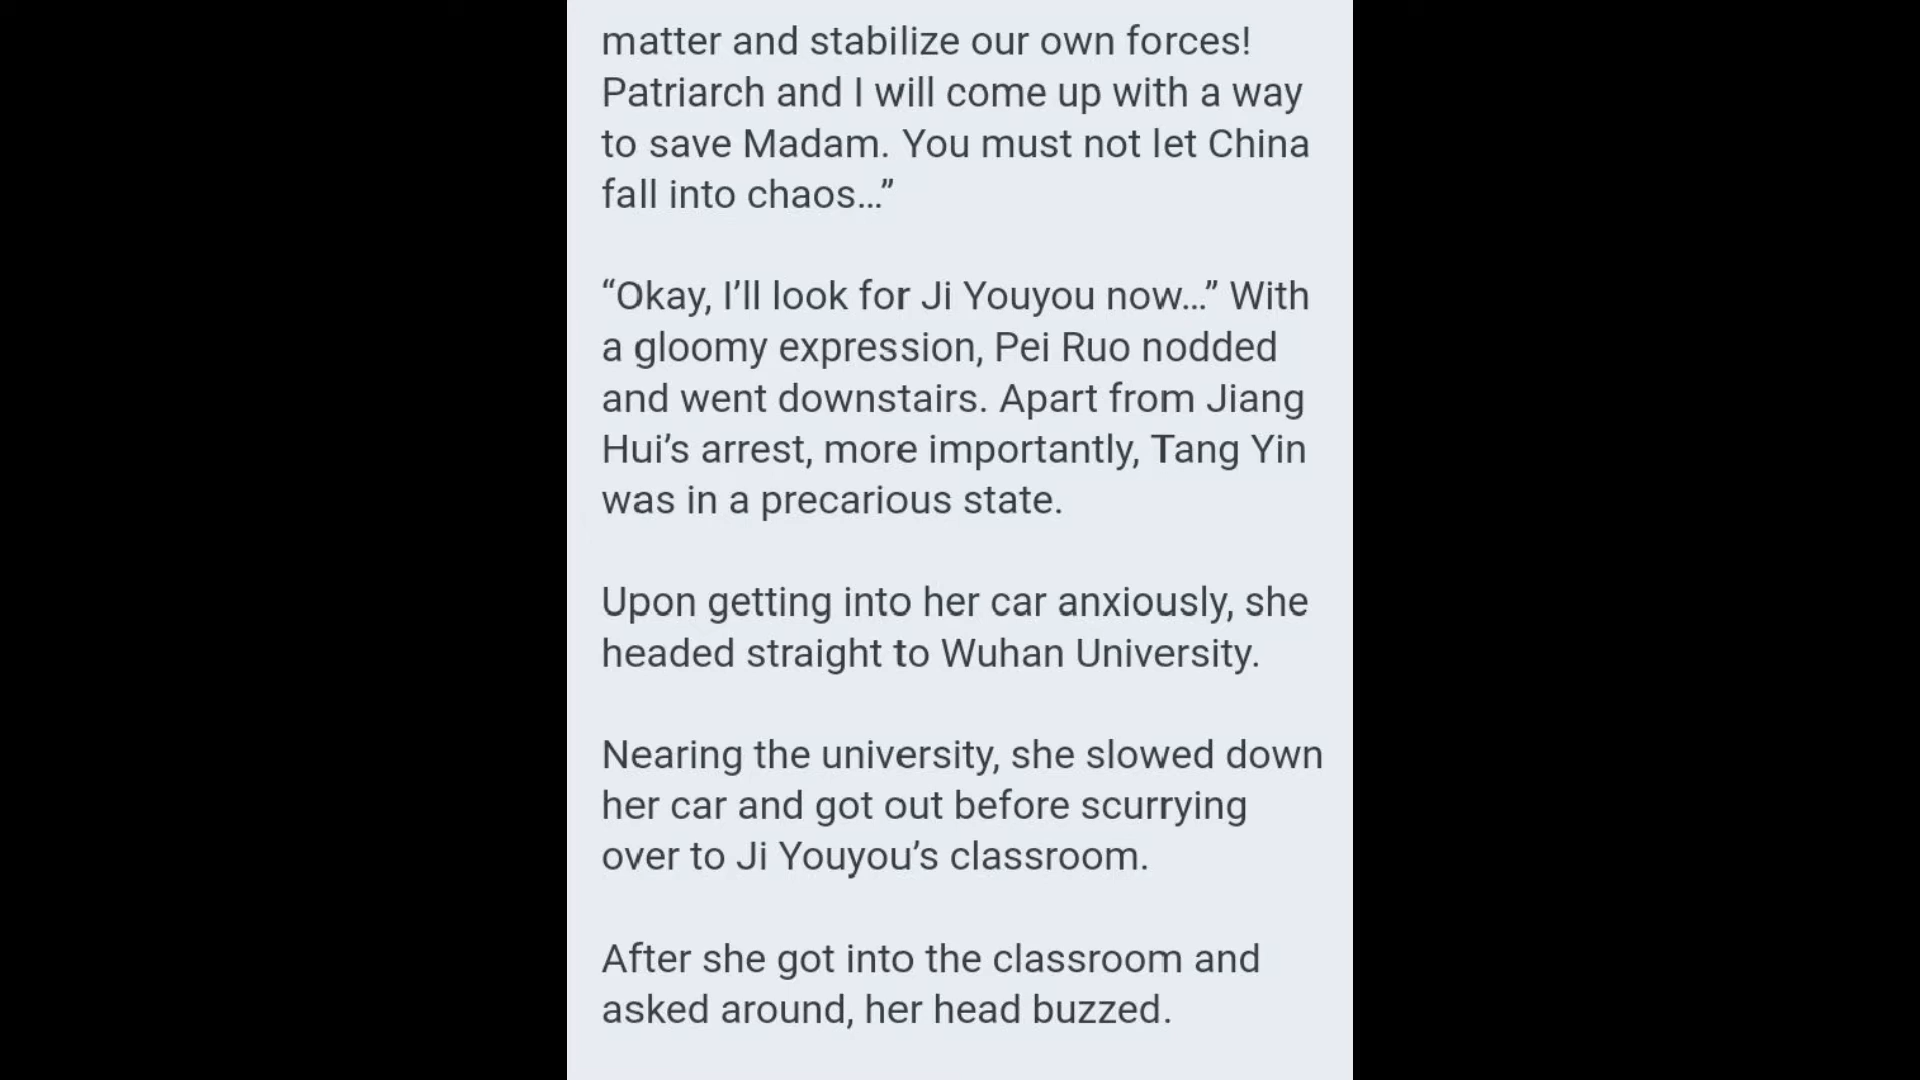 matter and stabilize our own forces!
Patriarch and I will come up with a way
to save Madam. You must not let China
fall into chaos…”
“Okay, I’ll look for Ji Youyou now…” With
a gloomy expression, Pei Ruo nodded
and went downstairs. Apart from Jiang
Hui’s arrest, more importantly, Tang Yin
was in a precarious state.
Upon getting into her car anxiously, she
headed straight to Wuhan University.
Nearing the university, she slowed down
her car and got out before scurrying
over to Ji Youyou’s classroom.
After she got into the classroom and
asked around, her head buzzed.